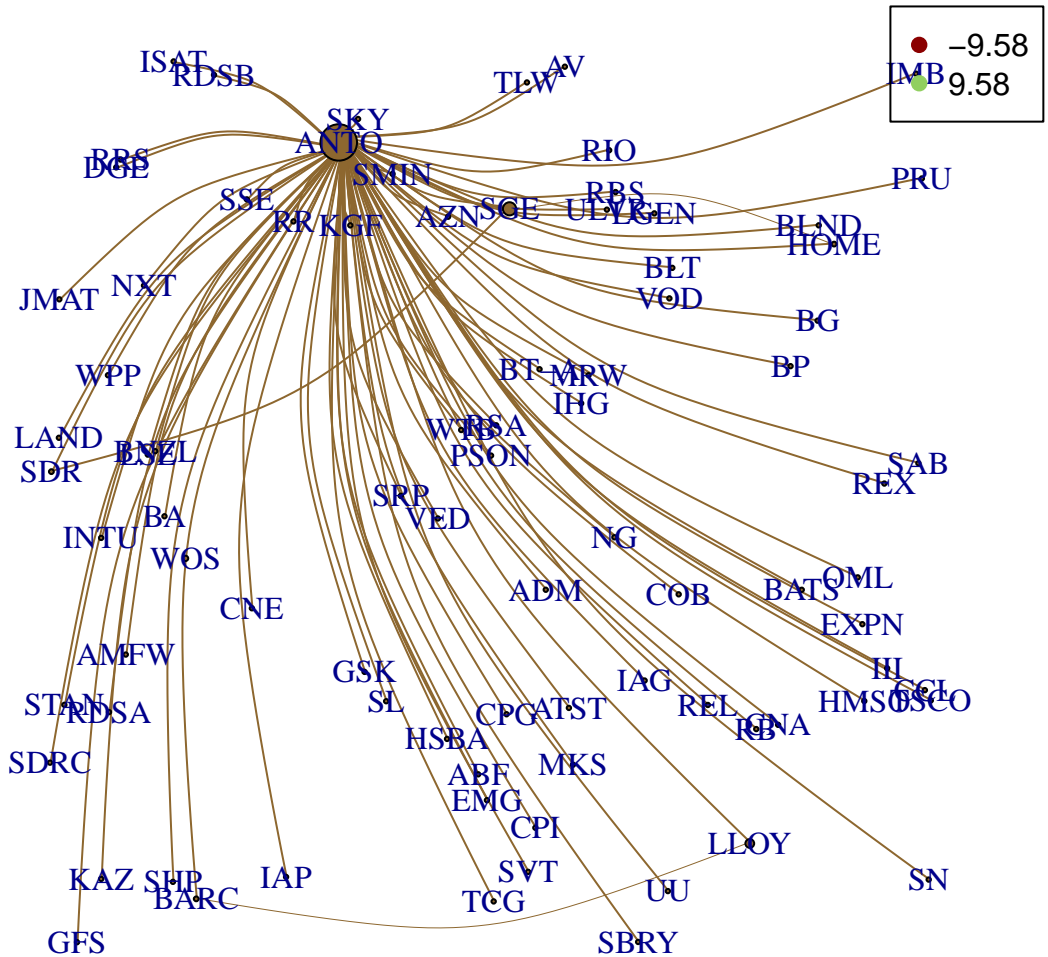 −9.58
9.58
ISAT
RDSB
AV
TLW
IMB
SKY
ANTO
RIO
DGE
SMIN
PRU
SSE
RBS
RR
KGF
AZN
SGE
ULVR
GEN
BLND
HOME
BLT
NXT
JMAT
VOD
BG
WPP
BT−A
MRW
BP
IHG
LAND
WTB
RSA
BNZL
LSE
PSON
SDR
SAB
REX
SRP
BA
VED
INTU
NG
WOS
ADM
COB
OML
BATS
CNE
EXPN
AMFW
GSK
III
IAG
CCL
SL
STAN
RDSA
CPG
ATST
REL
HMSO
TSCO
HSBA
RB
CNA
SDRC
ABF
MKS
EMG
CPI
LLOY
KAZ
SHP
IAP
SVT
SN
BARC
TCG
UU
GFS
SBRY